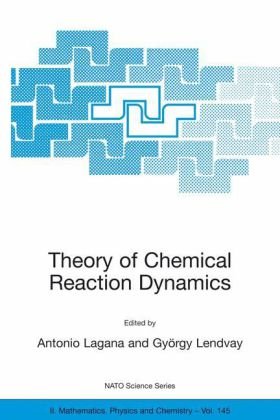 Theory of Chemical
Reaction Dynamics
Edited by
Antonio Lagana and György Lendvay
NATO Science Series
II. Mathematics, Physics and Chemistry – Vol. 145